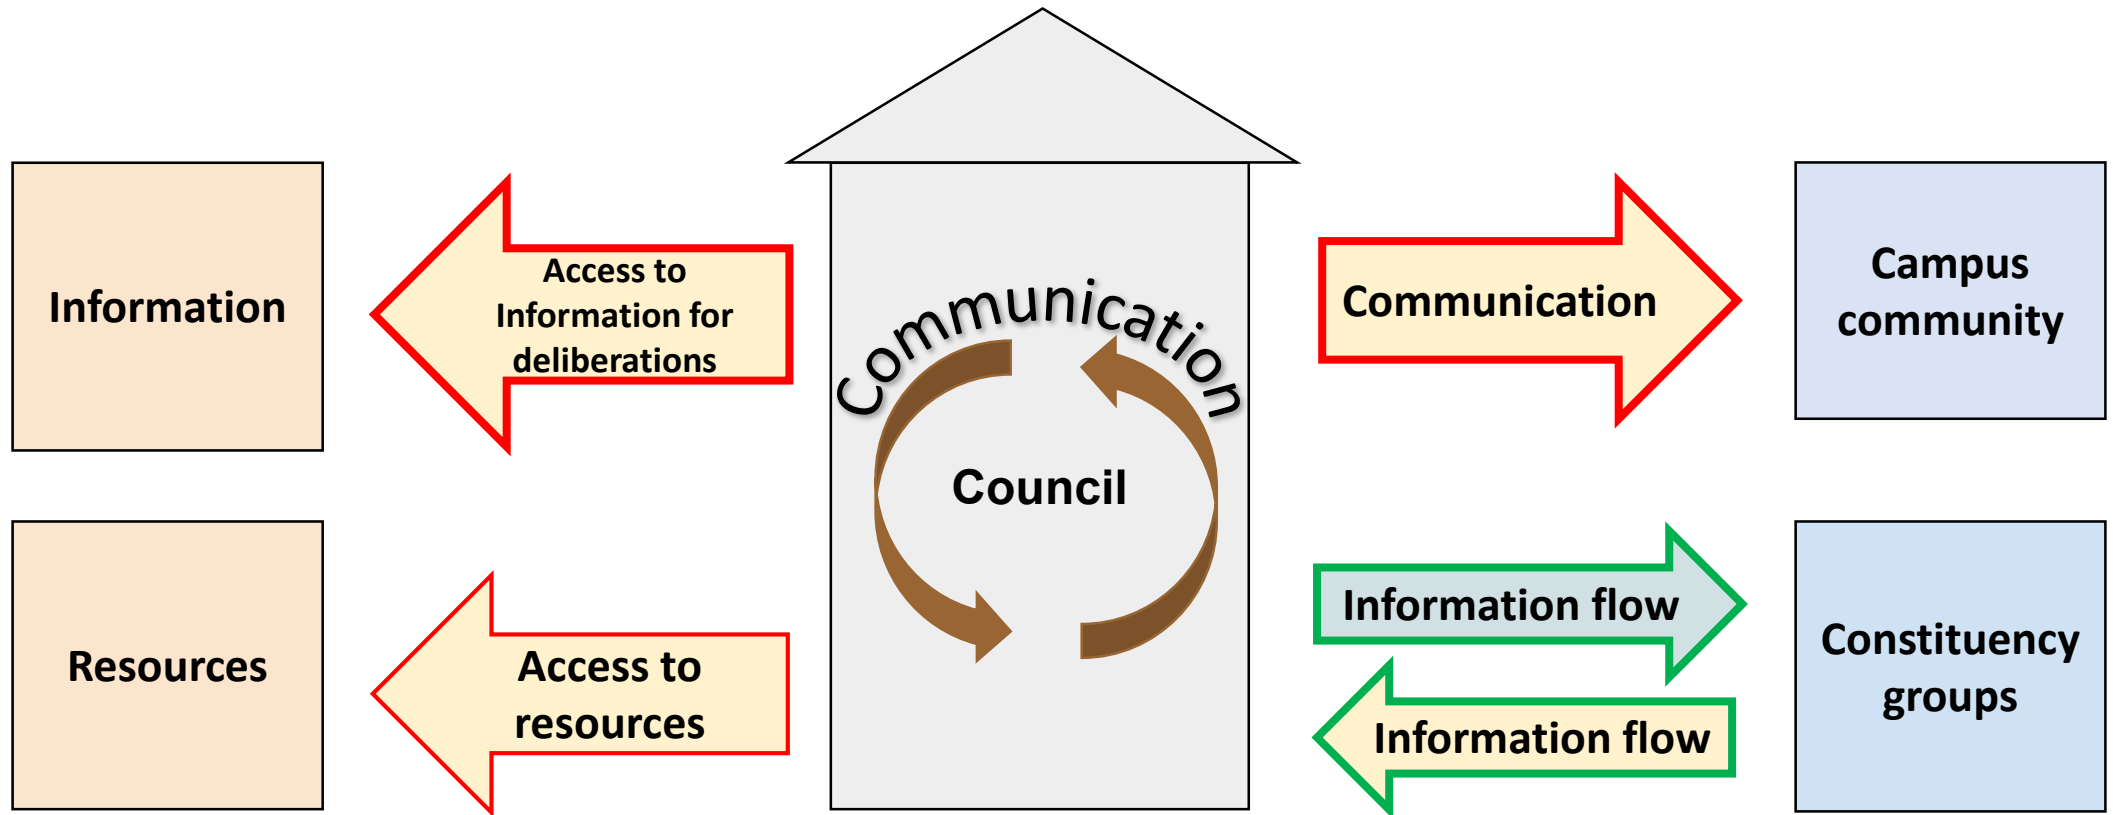 Information
Access to
Information for
deliberations
Communication
Council
Communication
Campus
community
Resources
Access to
resources
Information flow
Information flow
Constituency
groups